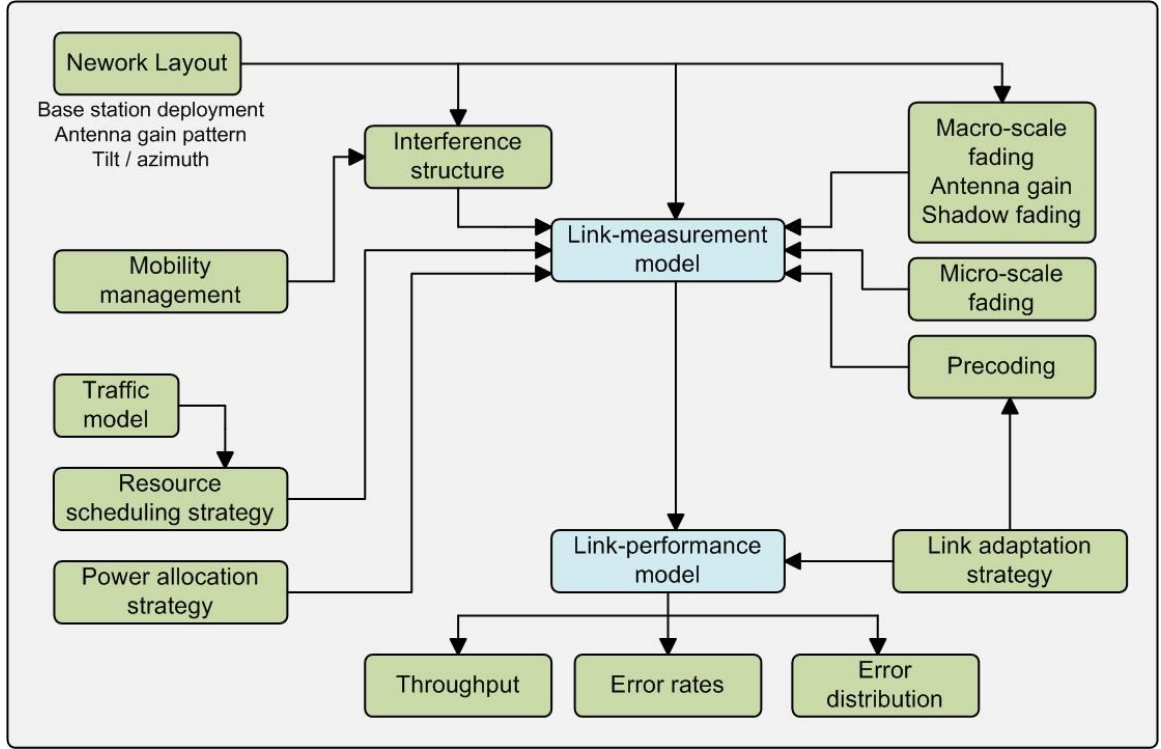 Nework Layout
Base station deployment
Antenna gain pattern
Tilt / azimuth
Interference
structure
Macro-scale
fading
Antenna gain
Shadow fading
Mobility
management
Link-measurement
model
Micro-scale
fading
Precoding
Traffic
model
Resource
scheduling strategy
Power allocation
strategy
Link-performance
model
Link adaptation
strategy
Throughput
Error rates
Error
distribution